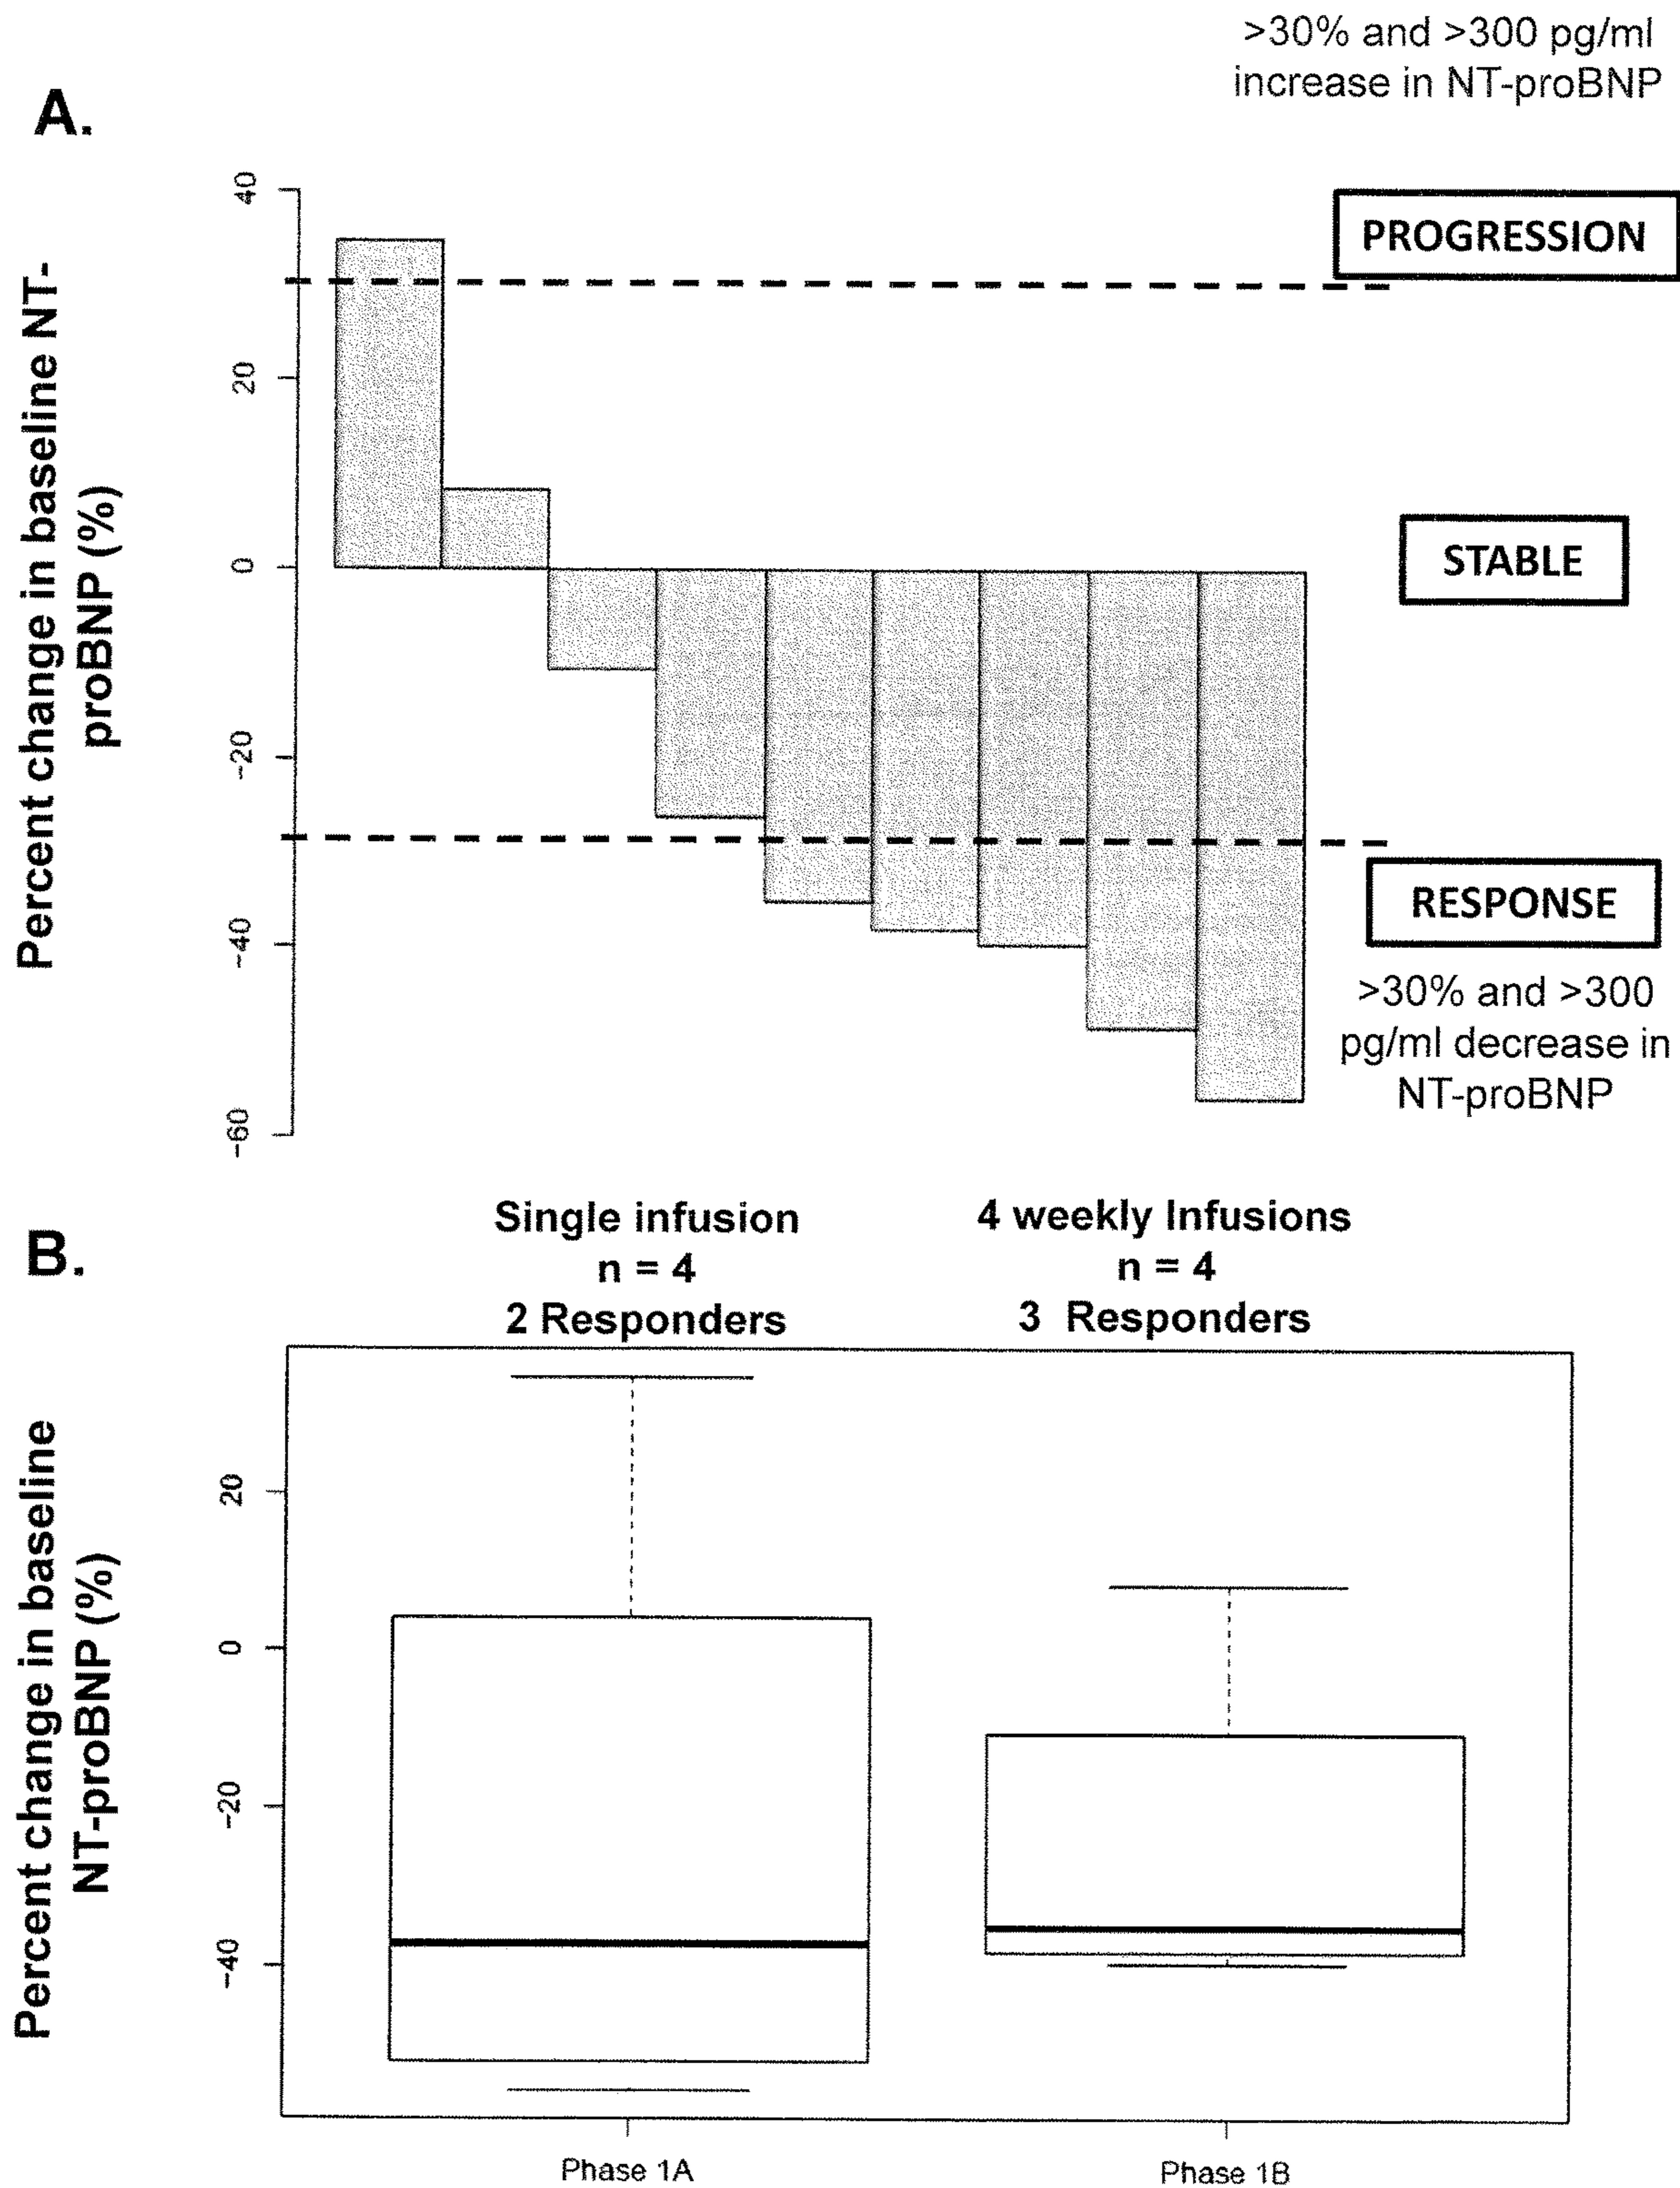 >30% and >300 pg/ml
increase in NT-proBNP
A.
Percent change in baseline NT-
proBNP (%)
40
20
0
-20
-40
-60
PROGRESSION
STABLE
RESPONSE
>30% and >300
pg/ml decrease in
NT-proBNP
B.
Single infusion
n = 4
2 Responders
4 weekly Infusions
n = 4
3 Responders
Percent change in baseline
NT-proBNP (%)
20
0
-20
-40
Phase 1A
Phase 1B